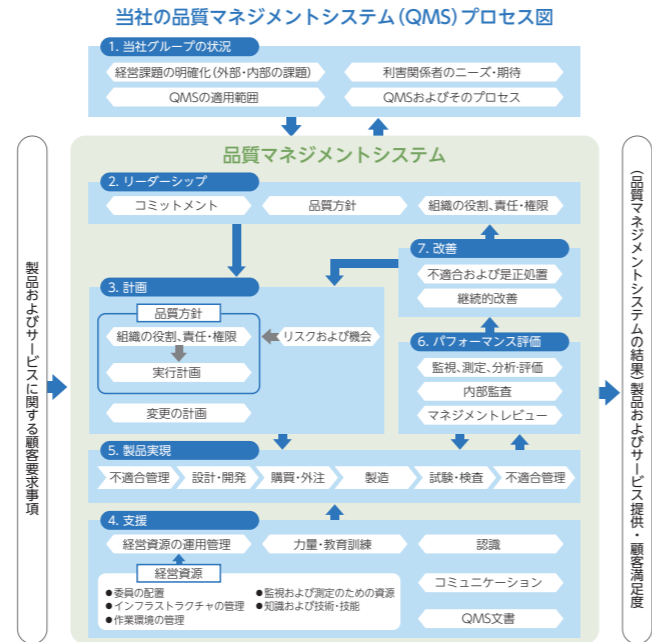 当社の品質マネジメントシステム(QMS)プロセス図
1. 当社グループの状況
経営課題の明確化(外部・内部の課題)
利害関係者のニーズ・期待
QMSの適用範囲
QMSおよびそのプロセス
製品およびサービスに関する顧客要求事項
品質マネジメントシステム
2. リーダーシップ
コミットメント
品質方針
組織の役割、責任・権限
7. 改善
不適合および是正処置
継続的改善
3. 計画
品質方針
組織の役割、責任・権限
リスクおよび機会
実行計画
変更の計画
6. パフォーマンス評価
監視、測定、分析・評価
内部監査
マネジメントレビュー
5. 製品実現
不適合管理
設計・開発
購買・外注
製造
試験・検査
不適合管理
4. 支援
経営資源の運用管理
力量・教育訓練
認識
経営資源
●委員の配置
●インフラストラクチャの管理
●作業環境の管理
●監視および測定のための資源
●知識および技術・技能
コミュニケーション
QMS文書
(品質マネジメントシステムの結果)製品およびサービス提供・顧客満足度